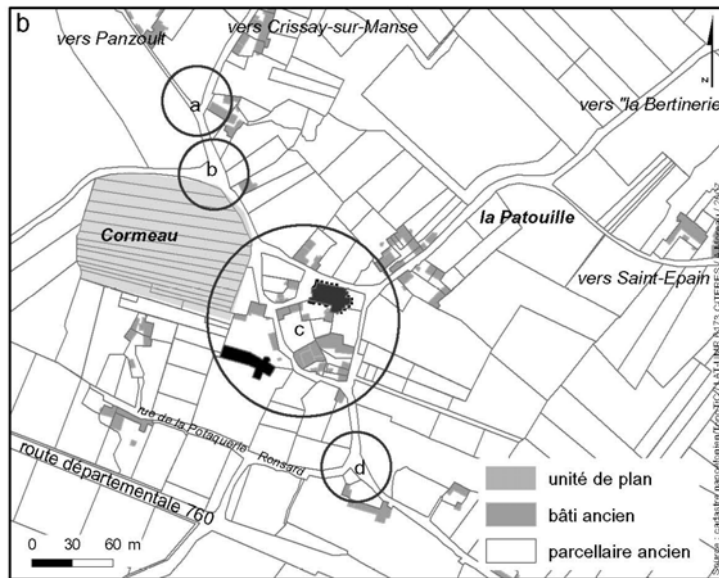 b
vers Panzoult
vers Crissay-sur-Manse
N
a
vers "la Bertinerie
b
Cormeau
la Patouille
vers Saint-Epain
c
rue de la Potaquerie
Ronsard
d
route départementale 760
unité de plan
bâti ancien
parcellaire ancien
0 30 60 m
Source :